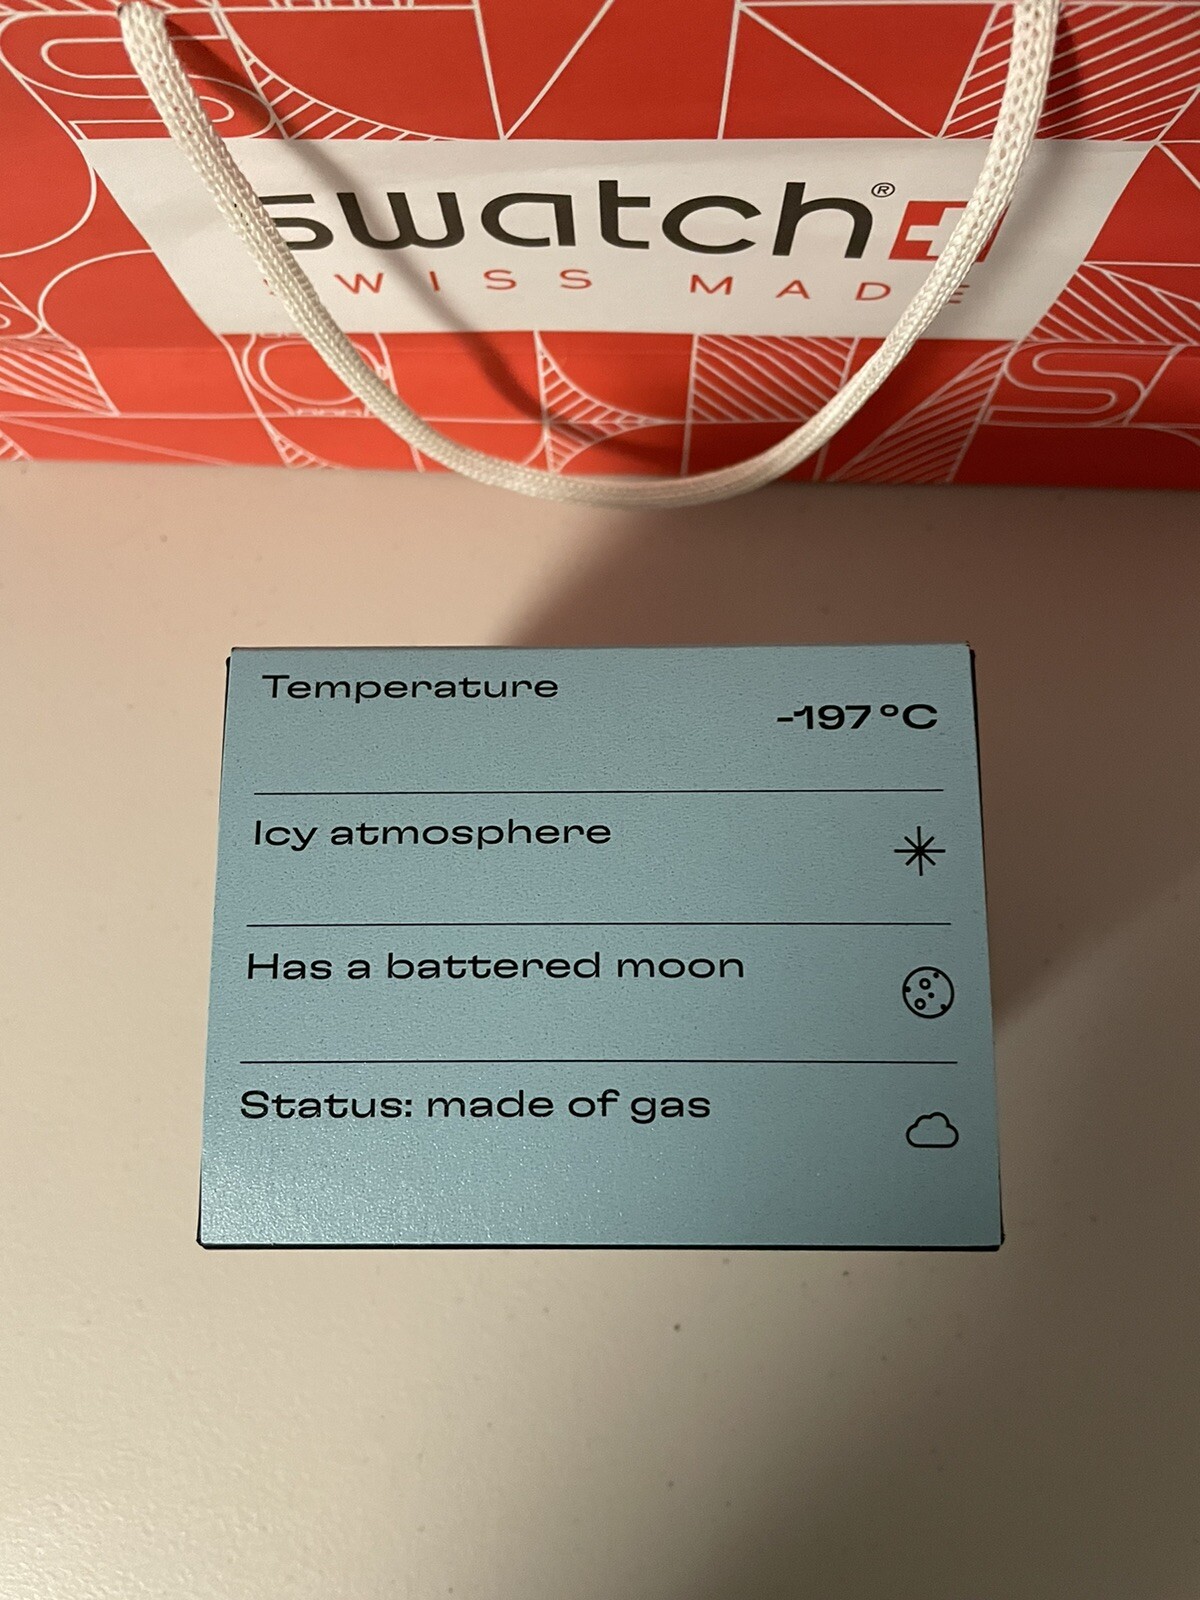 swatch®
SWISS MADE
Temperature
-197 °C
Icy atmosphere
Has a battered moon
Status: made of gas